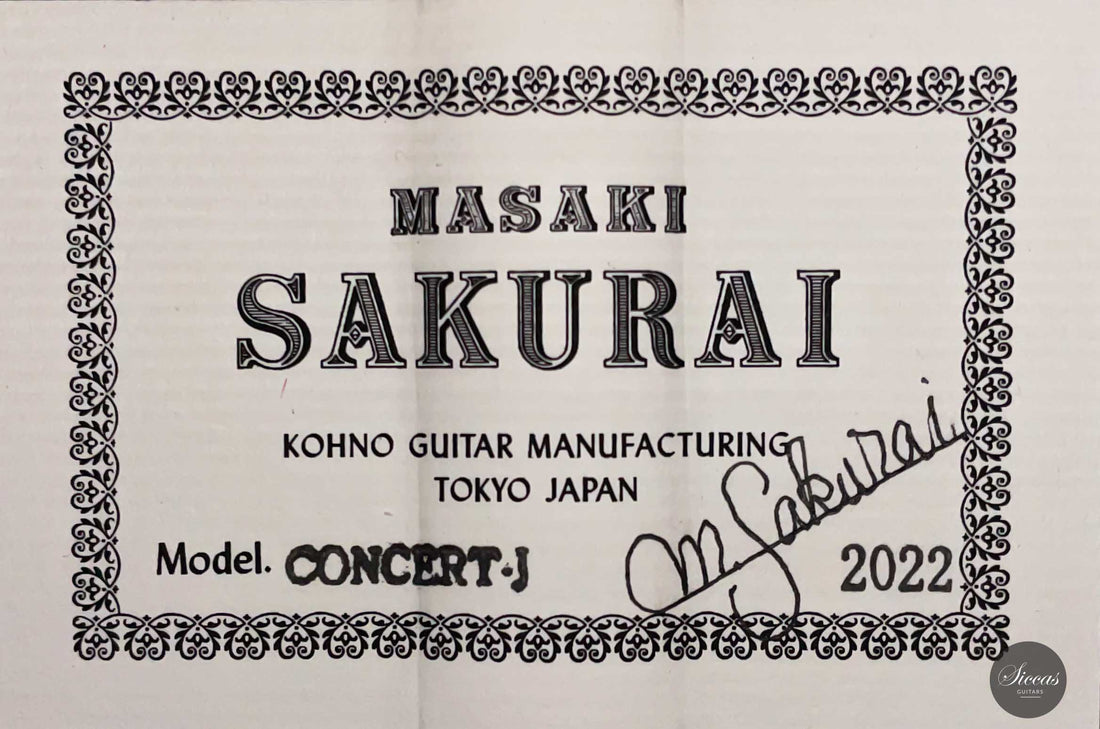 MASAKI
SAKURAI
KOHNO GUITAR MANUFACTURING
TOKYO JAPAN
M. Sakurai
Model. CONCERT·J
2022
Siccas
GUITARS